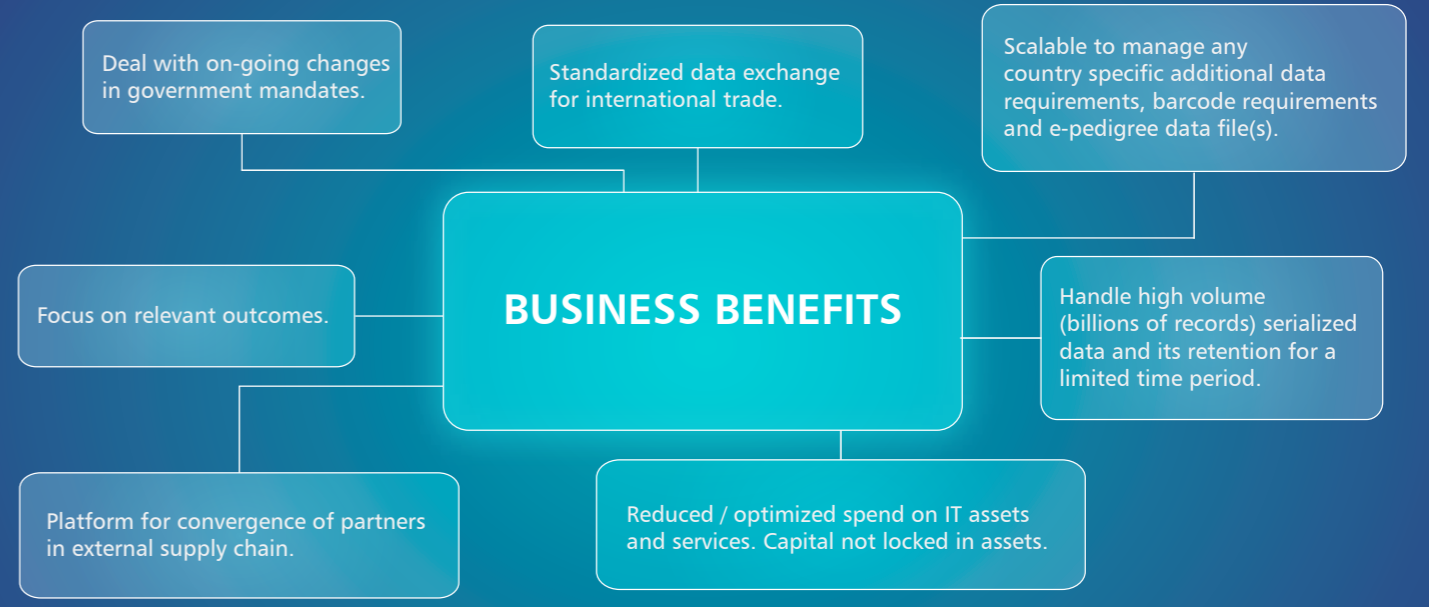 Deal with on-going changes
in government mandates.
Standardized data exchange
for international trade.
Scalable to manage any
country specific additional data
requirements, barcode requirements
and e-pedigree data file(s).
BUSINESS BENEFITS
Focus on relevant outcomes.
Handle high volume
(billions of records) serialized
data and its retention for a
limited time period.
Platform for convergence of partners
in external supply chain.
Reduced / optimized spend on IT assets
and services. Capital not locked in assets.